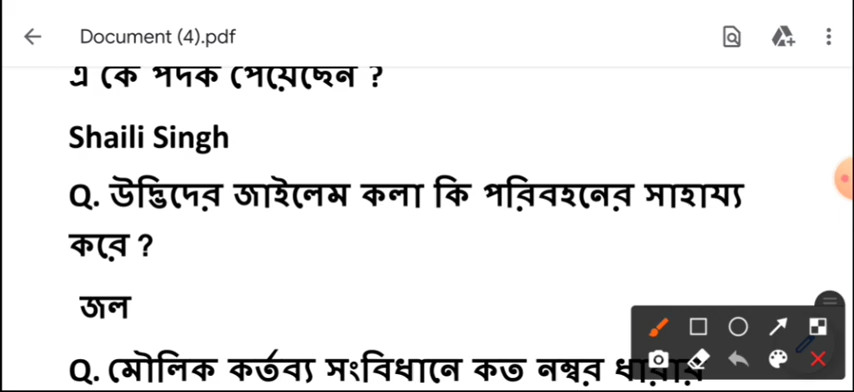 Document (4).pdf
এ কে পদক পেয়েছেন ?
Shaili Singh
Q. উদ্ভিদের জাইলেম কলা কি পরিবহনের সাহায্য
করে ?
জল
Q. মৌলিক কর্তব্য সংবিধানে কত নম্বর ধারায়